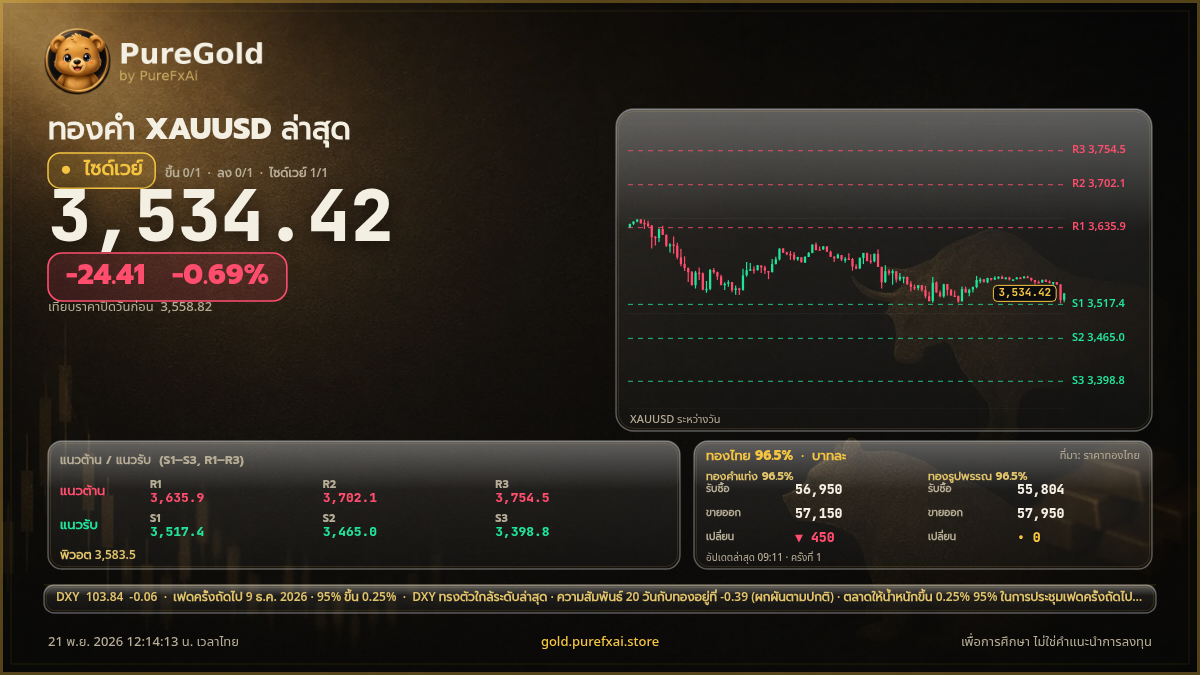 PureGold
by PureFxAi
ทองคำ XAUUSD ล่าสุด
• ไซด์เวย์ ขึ้น 0/1 · ลง 0/1 · ไซด์เวย์ 1/1
3,534.42
-24.41 -0.69%
เทียบราคาปิดวันก่อน 3,558.82
R3 3,754.5
R2 3,702.1
R1 3,635.9
3,534.42
S1 3,517.4
S2 3,465.0
S3 3,398.8
XAUUSD ระหว่างวัน
แนวต้าน / แนวรับ (S1–S3, R1–R3)
R1 R2 R3
แนวต้าน 3,635.9 3,702.1 3,754.5
S1 S2 S3
แนวรับ 3,517.4 3,465.0 3,398.8
พิวอต 3,583.5
ทองไทย 96.5% · บาทละ ที่มา: ราคาทองไทย
ทองคำแท่ง 96.5% ทองรูปพรรณ 96.5%
รับซื้อ 56,950 รับซื้อ 55,804
ขายออก 57,150 ขายออก 57,950
เปลี่ยน ▼ 450 เปลี่ยน • 0
อัปเดตล่าสุด 09:11 · ครั้งที่ 1
DXY 103.84 -0.06 · เฟดครั้งถัดไป 9 ธ.ค. 2026 · 95% ขึ้น 0.25% · DXY ทรงตัวใกล้ระดับล่าสุด · ความสัมพันธ์ 20 วันกับทองอยู่ที่ -0.39 (ผกผันตามปกติ) · ตลาดให้น้ำหนักขึ้น 0.25% 95% ในการประชุมเฟดครั้งถัดไป...
21 พ.ย. 2026 12:14:13 น. เวลาไทย gold.purefxai.store เพื่อการศึกษา ไม่ใช่คำแนะนำการลงทุน